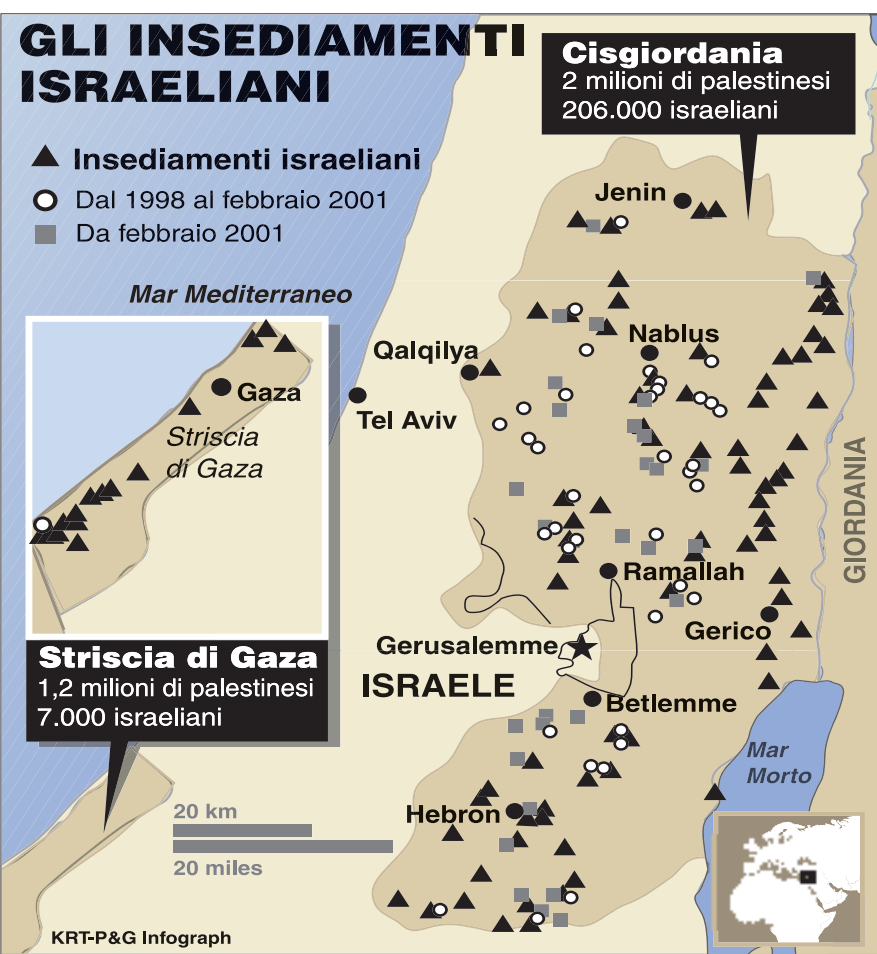 GLI INSEDIAMENTI
ISRAELIANI
Insediamenti israeliani
Dal 1998 al febbraio 2001
Da febbraio 2001
Cisgiordania
2 milioni di palestinesi
206.000 israeliani
Jenin
Mar Mediterraneo
Nablus
Qalqilya
Tel Aviv
Gaza
Striscia
di Gaza
GIORDANIA
Ramallah
Gerico
Gerusalemme
ISRAELE
Betlemme
Striscia di Gaza
1,2 milioni di palestinesi
7.000 israeliani
Mar
Morto
Hebron
20 km
20 miles
KRT-P&G Infograph